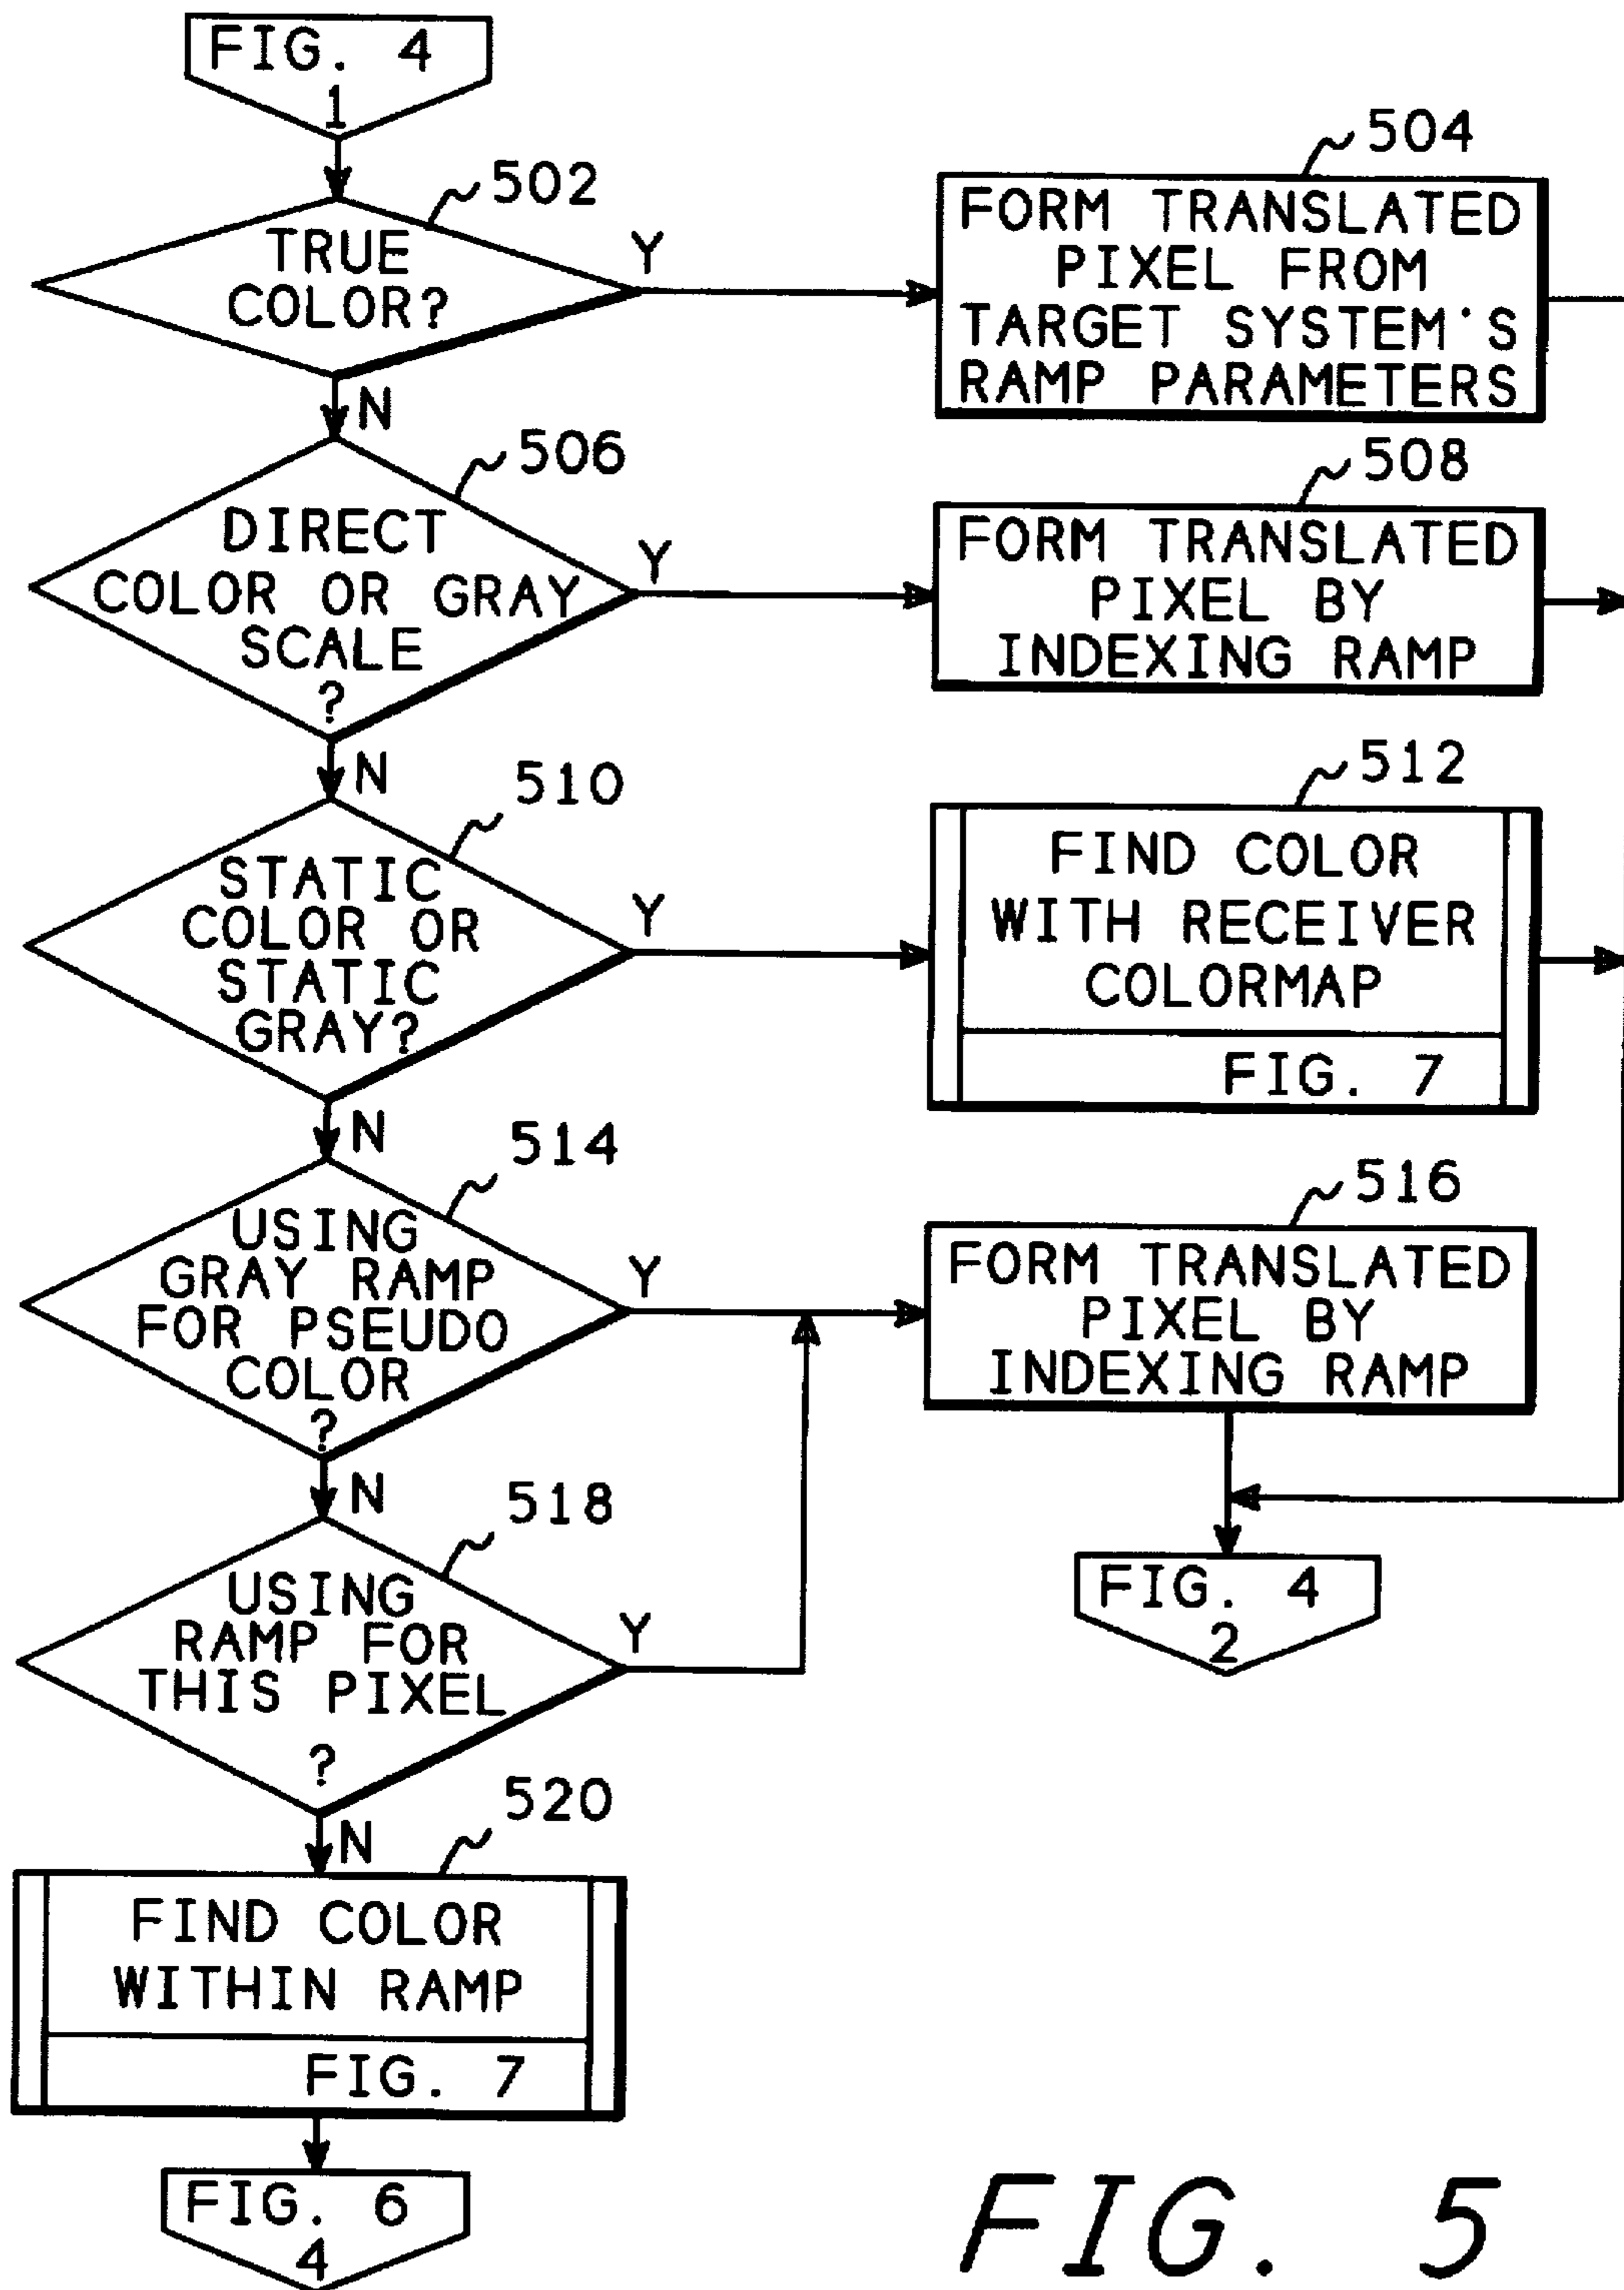 FIG. 4
1
502
TRUE
COLOR?
Y
N
504
FORM TRANSLATED
PIXEL FROM
TARGET SYSTEM'S
RAMP PARAMETERS
506
DIRECT
COLOR OR GRAY
SCALE
?
Y
N
508
FORM TRANSLATED
PIXEL BY
INDEXING RAMP
510
STATIC
COLOR OR
STATIC
GRAY?
Y
N
512
FIND COLOR
WITH RECEIVER
COLORMAP
FIG. 7
514
USING
GRAY RAMP
FOR PSEUDO
COLOR
?
Y
N
516
FORM TRANSLATED
PIXEL BY
INDEXING RAMP
518
USING
RAMP FOR
THIS PIXEL
?
Y
N
FIG. 4
2
520
FIND COLOR
WITHIN RAMP
FIG. 7
FIG. 6
4
FIG. 5